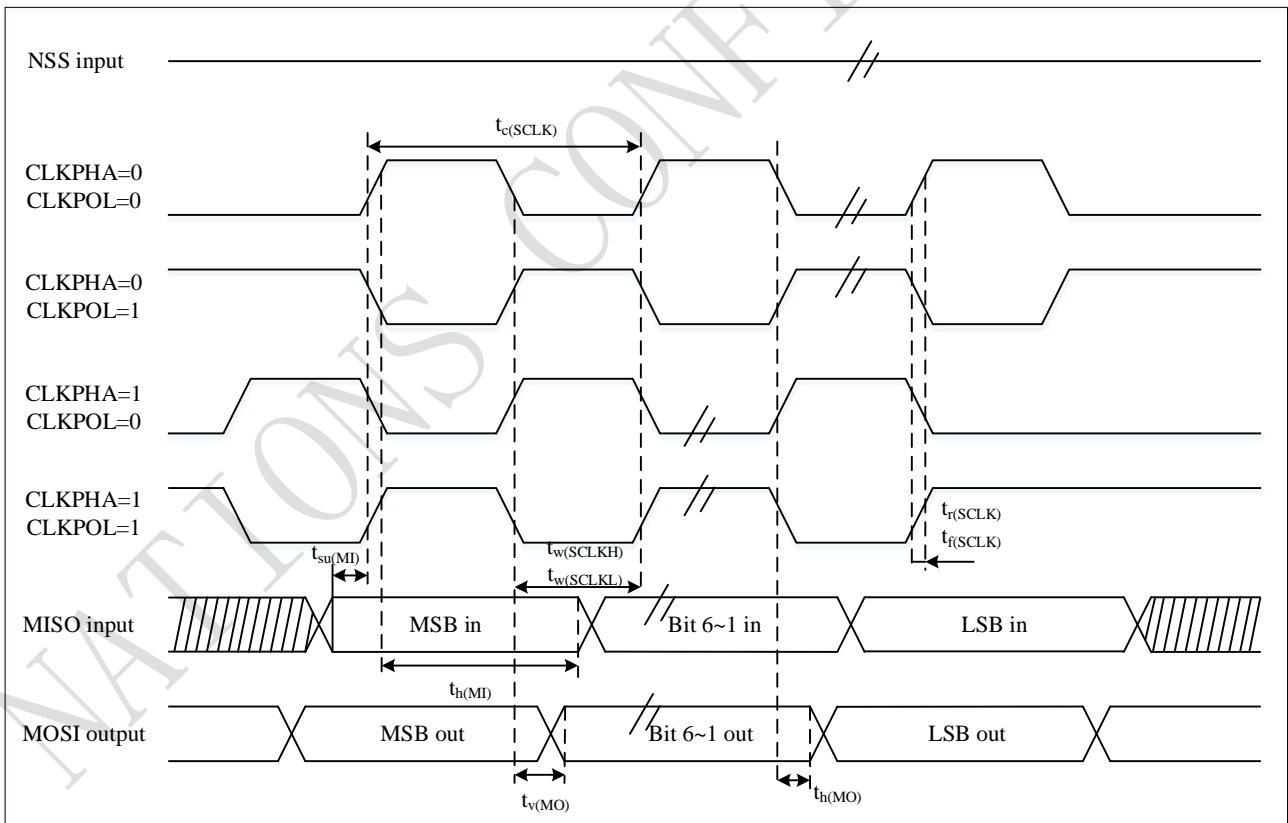 NSS input
tc(SCLK)
CLKPHA=0
CLKPOL=0
CLKPHA=0
CLKPOL=1
CLKPHA=1
CLKPOL=0
CLKPHA=1
CLKPOL=1
tr(SCLK)
tf(SCLK)
tsu(MI)
tw(SCLKH)
tw(SCLKL)
MISO input
MSB in
Bit 6~1 in
LSB in
th(MI)
MOSI output
MSB out
Bit 6~1 out
LSB out
tv(MO)
th(MO)
NATIONS CONF